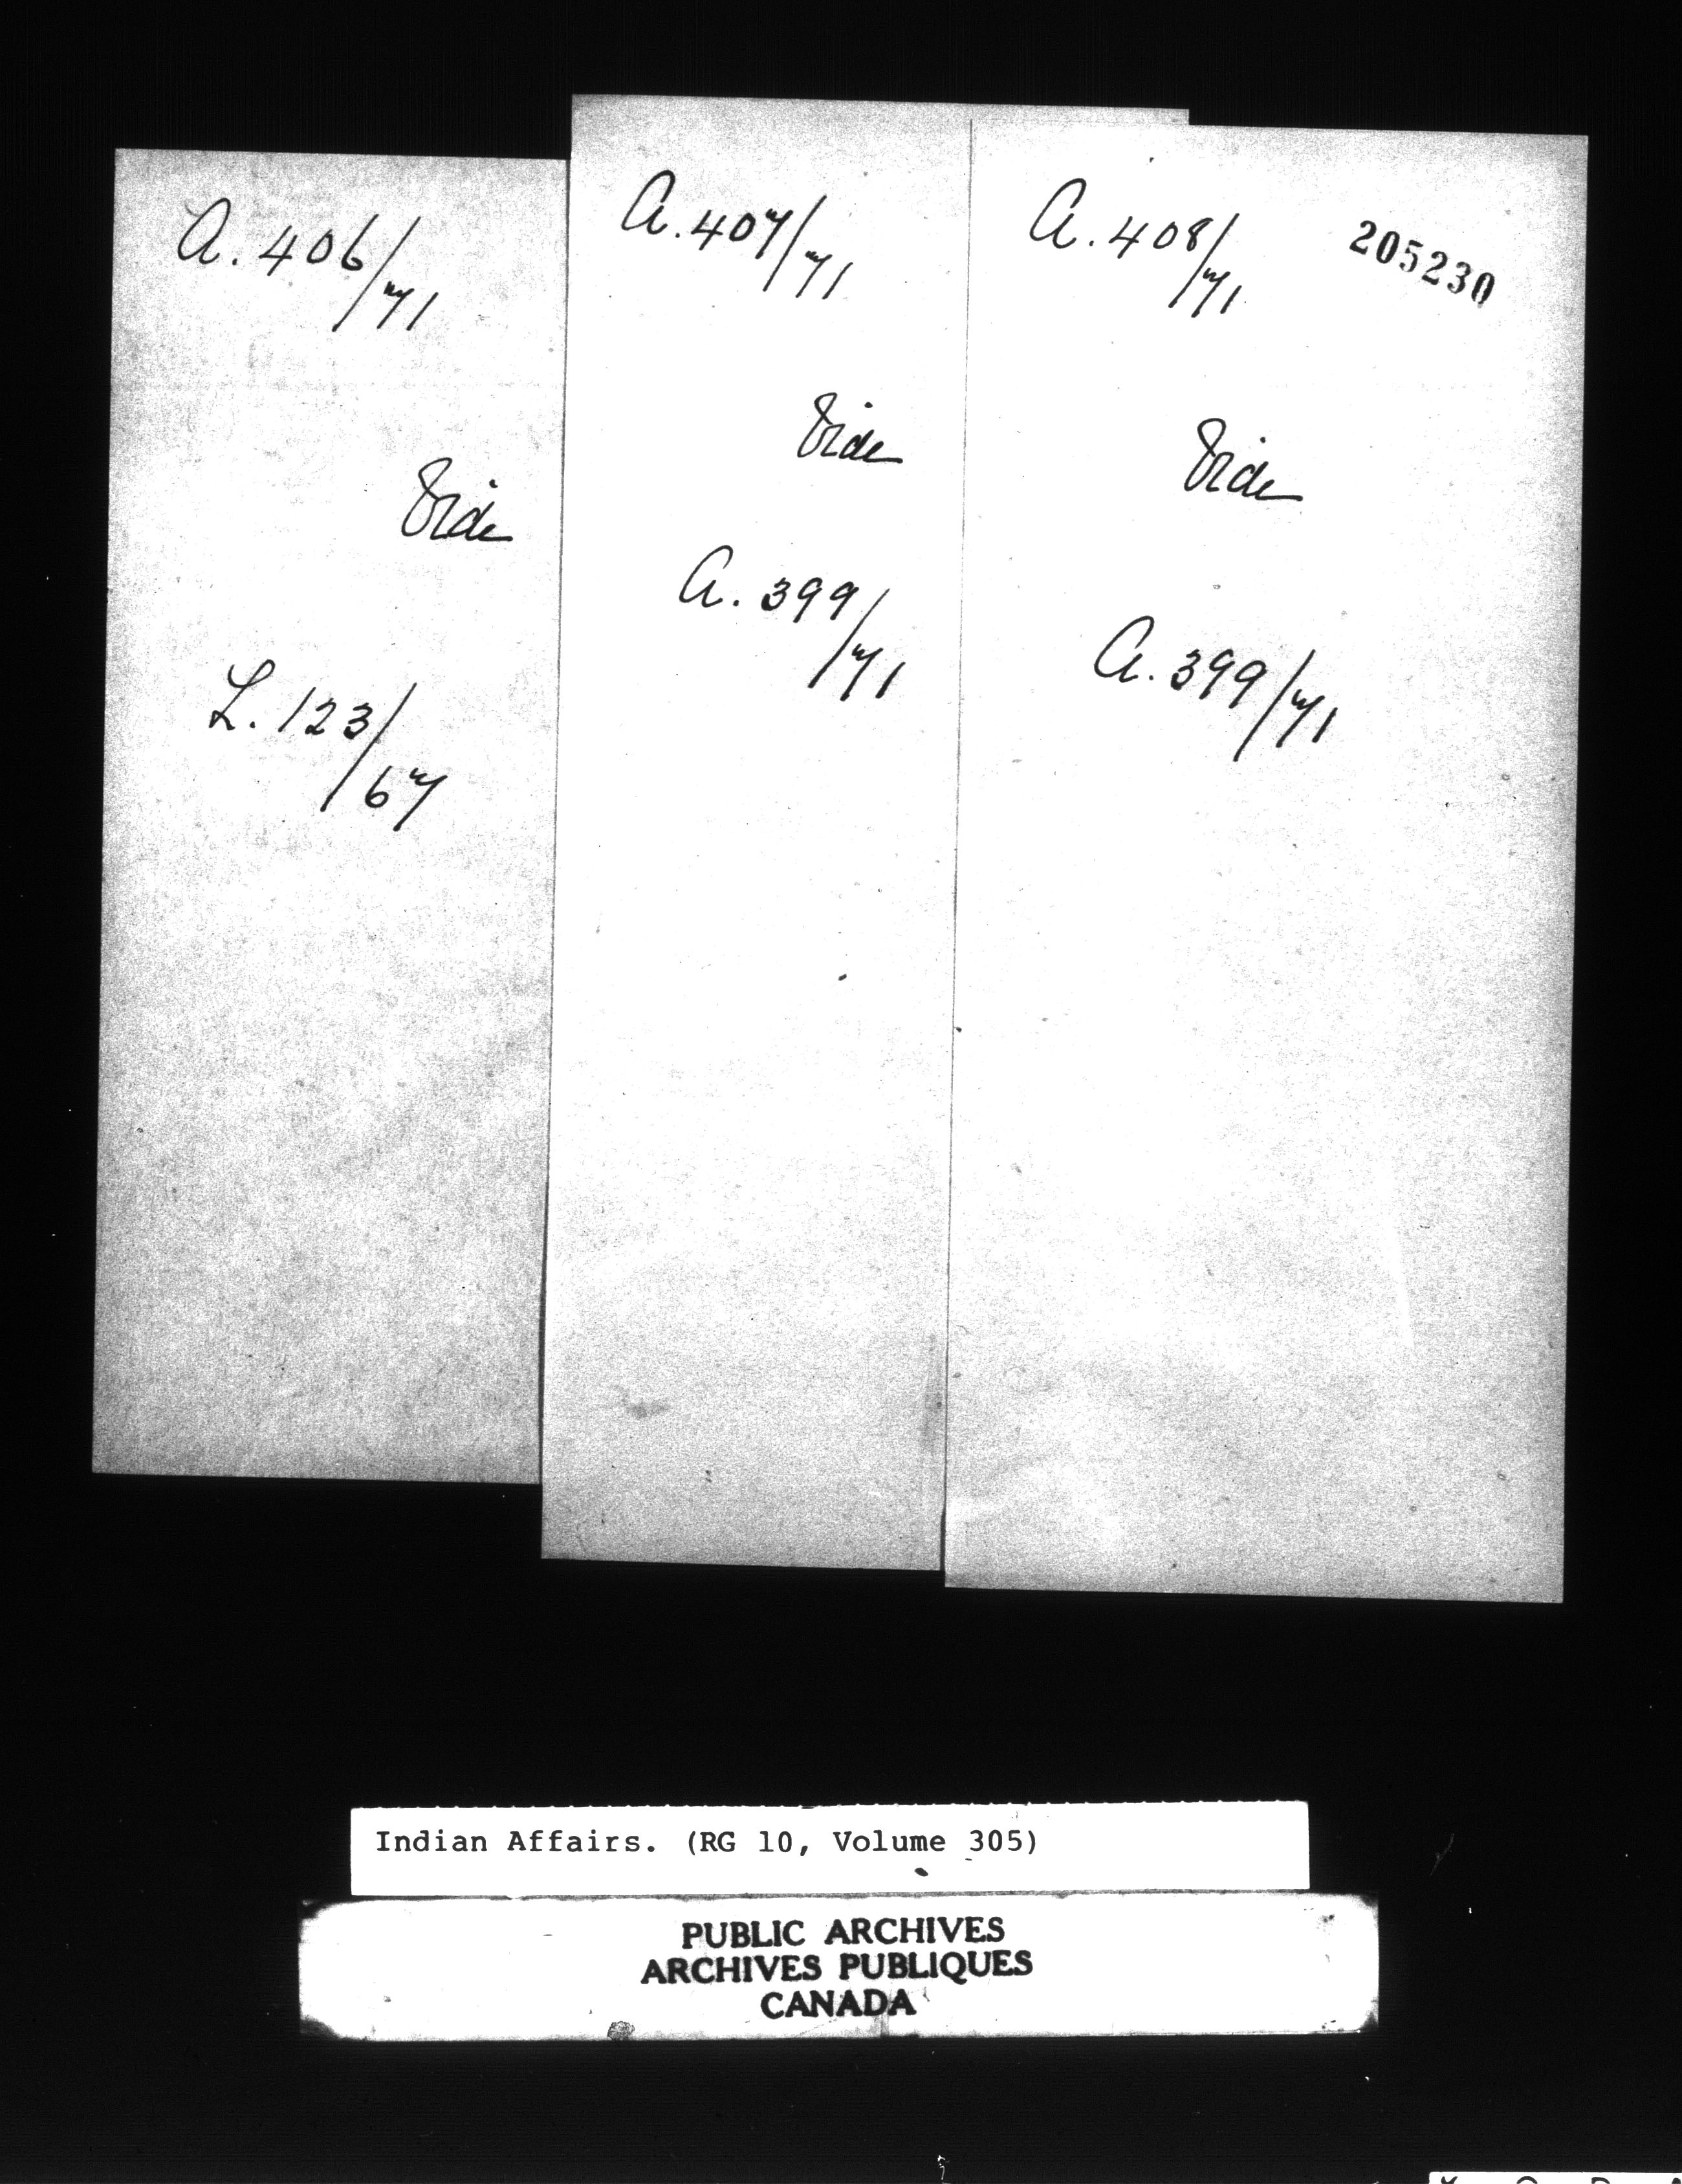 A. 406/71
Vide
L. 123/67
A. 407/71
Vide
A. 399/71
A. 408/71
205230
Vide
A. 399/71
Indian Affairs. (RG 10, Volume 305)
PUBLIC ARCHIVES
ARCHIVES PUBLIQUES
CANADA